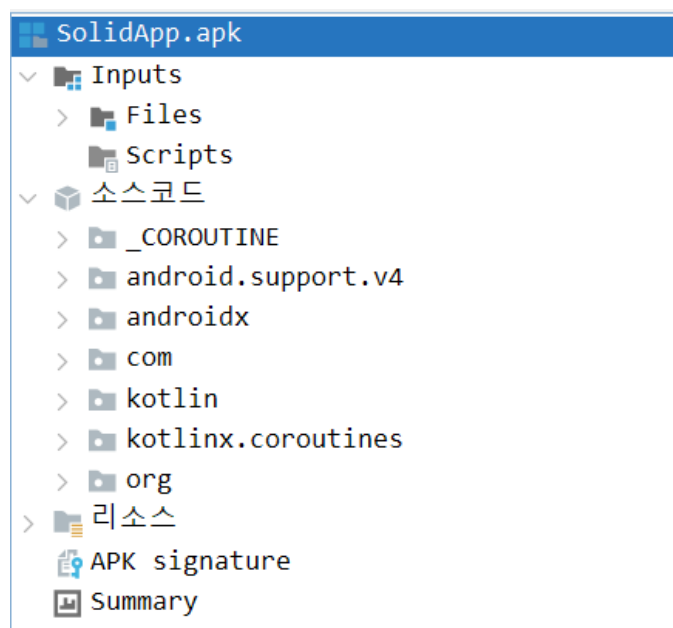 SolidApp.apk
Inputs
Files
Scripts
소스코드
_COROUTINE
android.support.v4
androidx
com
kotlin
kotlinx.coroutines
org
리소스
APK signature
Summary